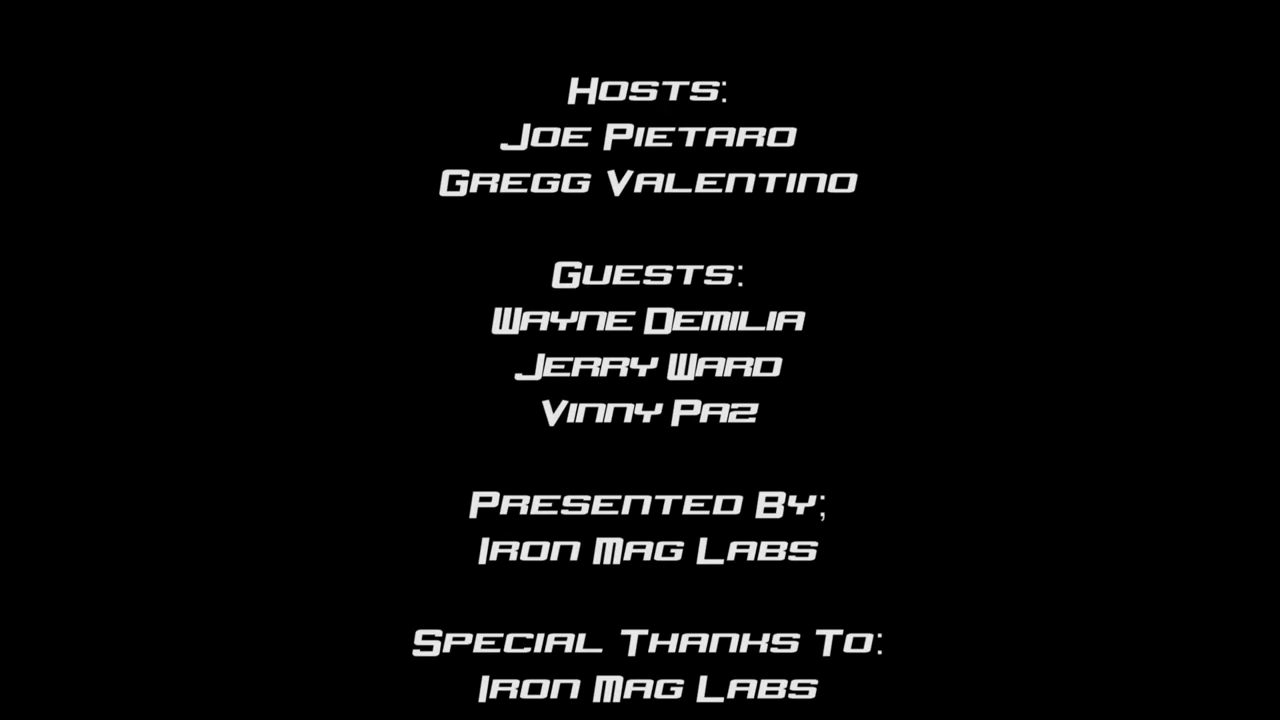 Hosts:
Joe Pietaro
Gregg Valentino
Guests:
Wayne Demilia
Jerry Ward
Vinny Paz
Presented By;
Iron Mag Labs
Special Thanks To:
Iron Mag Labs